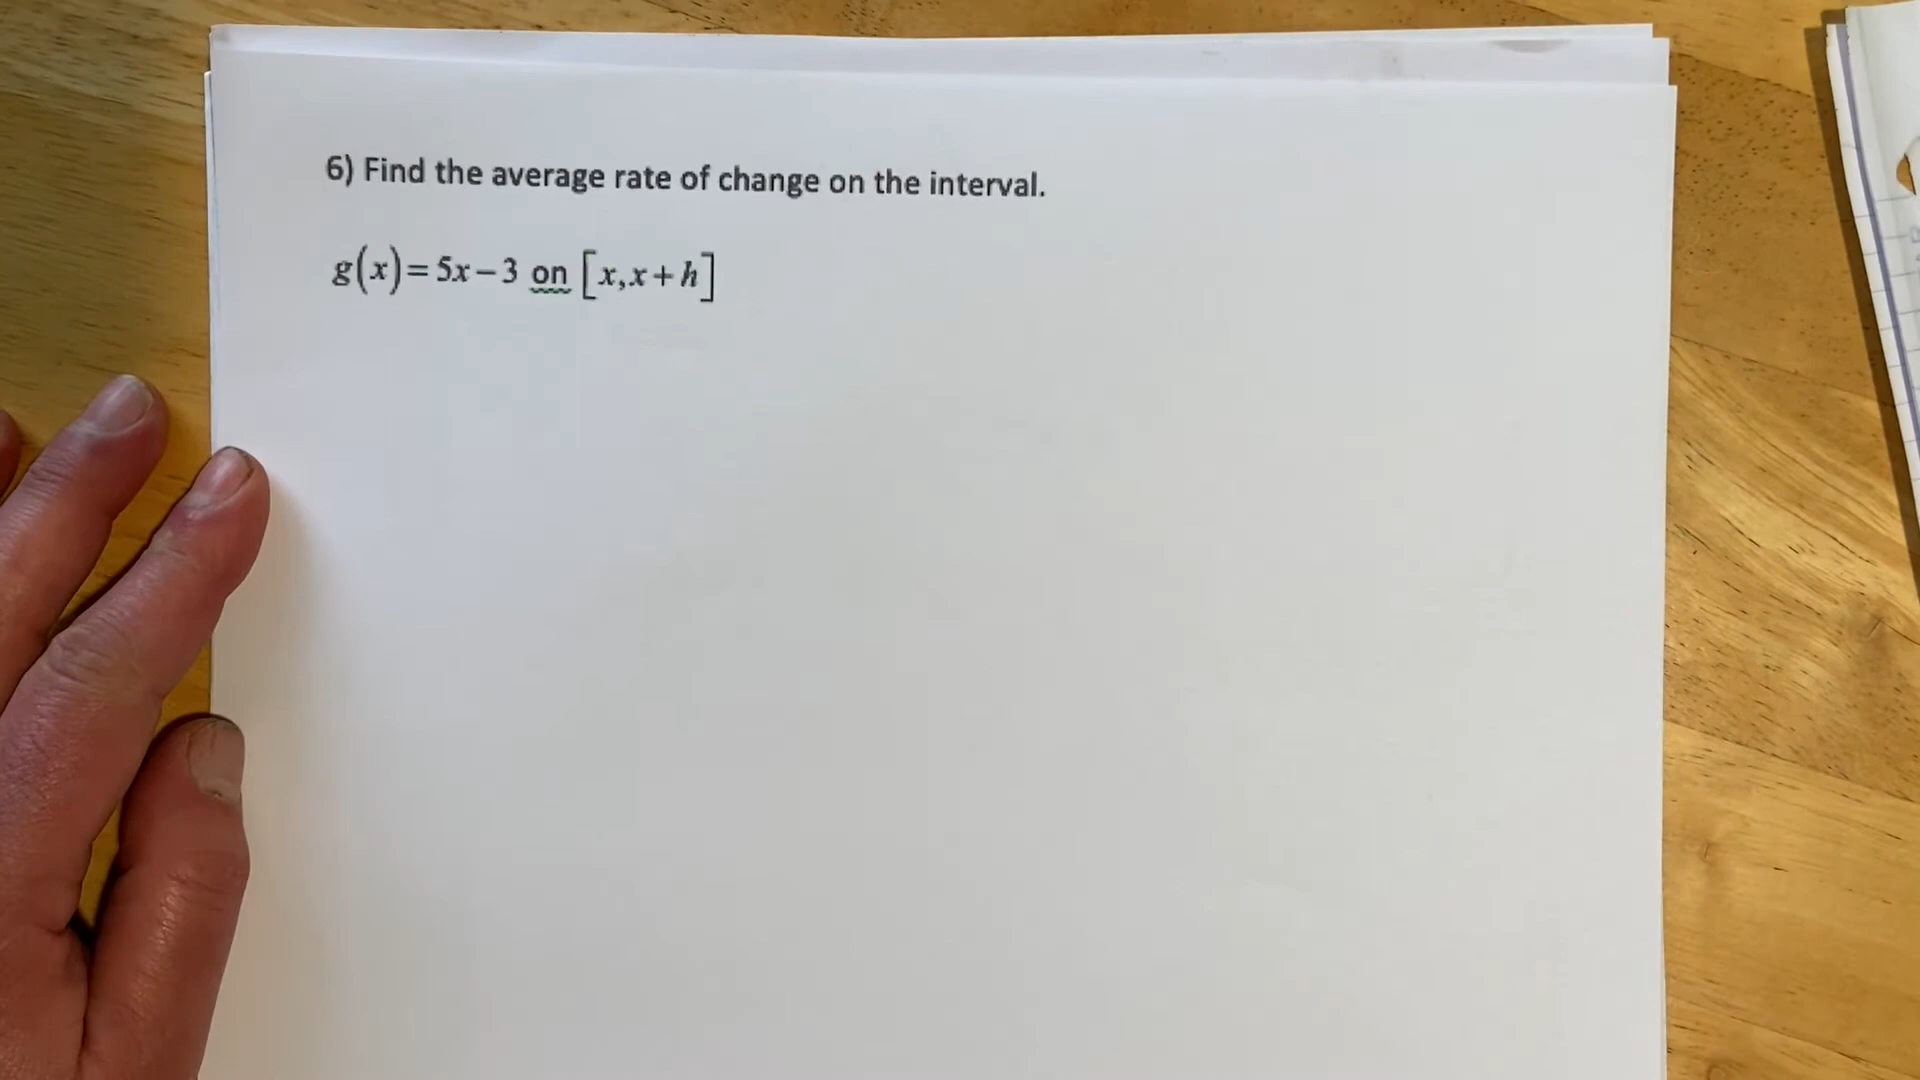 6) Find the average rate of change on the interval.
g(x)=5x−3 on [x,x+h]